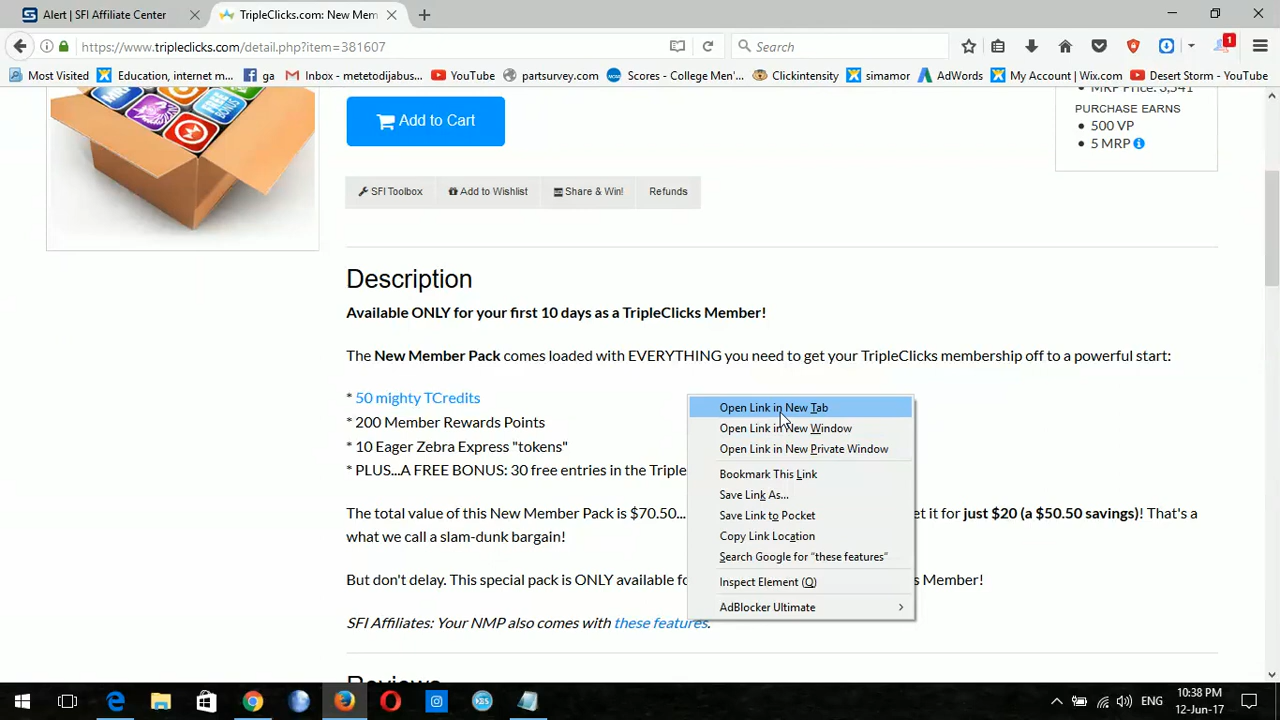 Alert | SFI Affiliate Center
TripleClicks.com: New Mem
https://www.tripleclicks.com/detail.php?item=381607
Search
1
Most Visited
Education, internet m...
ga
Inbox - metetodijabus...
YouTube
partsurvey.com
Scores - College Men'...
Clickintensity
simamor
AdWords
My Account | Wix.com
Desert Storm - YouTube
FREE BONUS
Add to Cart
MRP Price: 3,541
PURCHASE EARNS
500 VP
5 MRP
SFI Toolbox
Add to Wishlist
Share & Win!
Refunds
Description
Available ONLY for your first 10 days as a TripleClicks Member!
The New Member Pack comes loaded with EVERYTHING you need to get your TripleClicks membership off to a powerful start:
* 50 mighty TCredits
* 200 Member Rewards Points
* 10 Eager Zebra Express "tokens"
* PLUS...A FREE BONUS: 30 free entries in the Triple
The total value of this New Member Pack is $70.50... et it for just $20 (a $50.50 savings)! That's a
what we call a slam-dunk bargain!
But don't delay. This special pack is ONLY available fo s Member!
SFI Affiliates: Your NMP also comes with these features.
Reviews
Open Link in New Tab
Open Link in New Window
Open Link in New Private Window
Bookmark This Link
Save Link As...
Save Link to Pocket
Copy Link Location
Search Google for "these features"
Inspect Element (Q)
AdBlocker Ultimate
ENG
10:38 PM
12-Jun-17